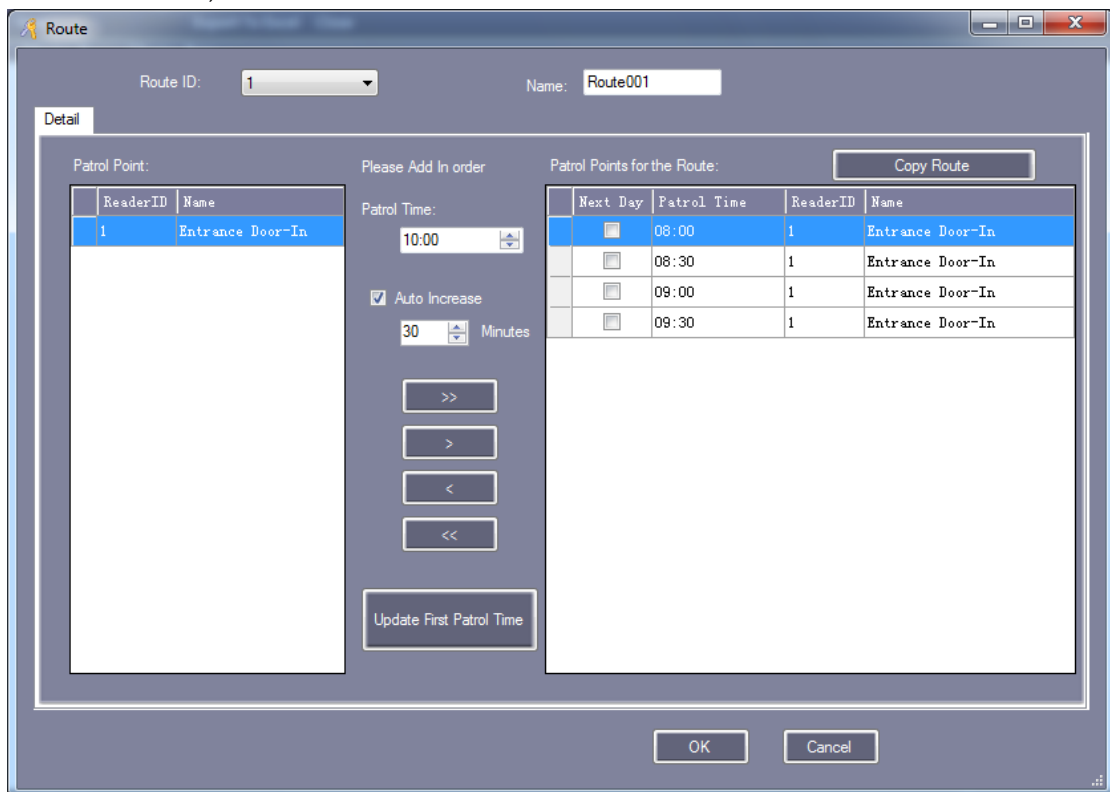 Route
Route ID: 1 Name: Route001
Detail
Patrol Point: Please Add In order Patrol Points for the Route: Copy Route
ReaderID Name
1 Entrance Door-In
Patrol Time:
10:00
Auto Increase
30 Minutes
>>
>
<
<<
Update First Patrol Time
Next Day Patrol Time ReaderID Name
08:00 1 Entrance Door-In
08:30 1 Entrance Door-In
09:00 1 Entrance Door-In
09:30 1 Entrance Door-In
OK Cancel